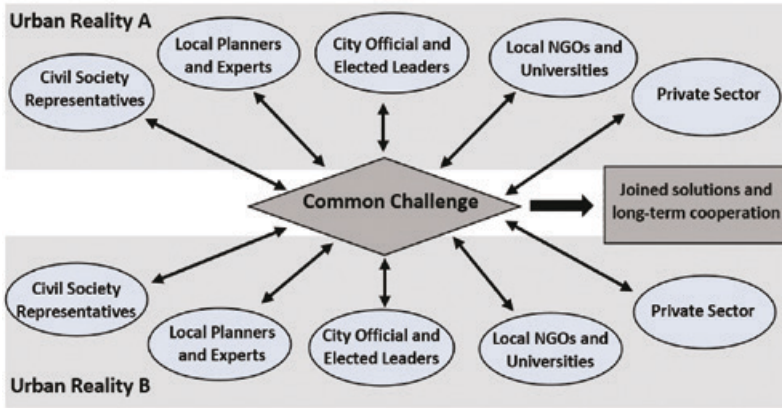 Urban Reality A
Civil Society
Representatives
Local Planners
and Experts
City Official and
Elected Leaders
Local NGOs and
Universities
Private Sector
Common Challenge
Joined solutions and
long-term cooperation
Civil Society
Representatives
Local Planners
and Experts
City Official and
Elected Leaders
Local NGOs and
Universities
Private Sector
Urban Reality B